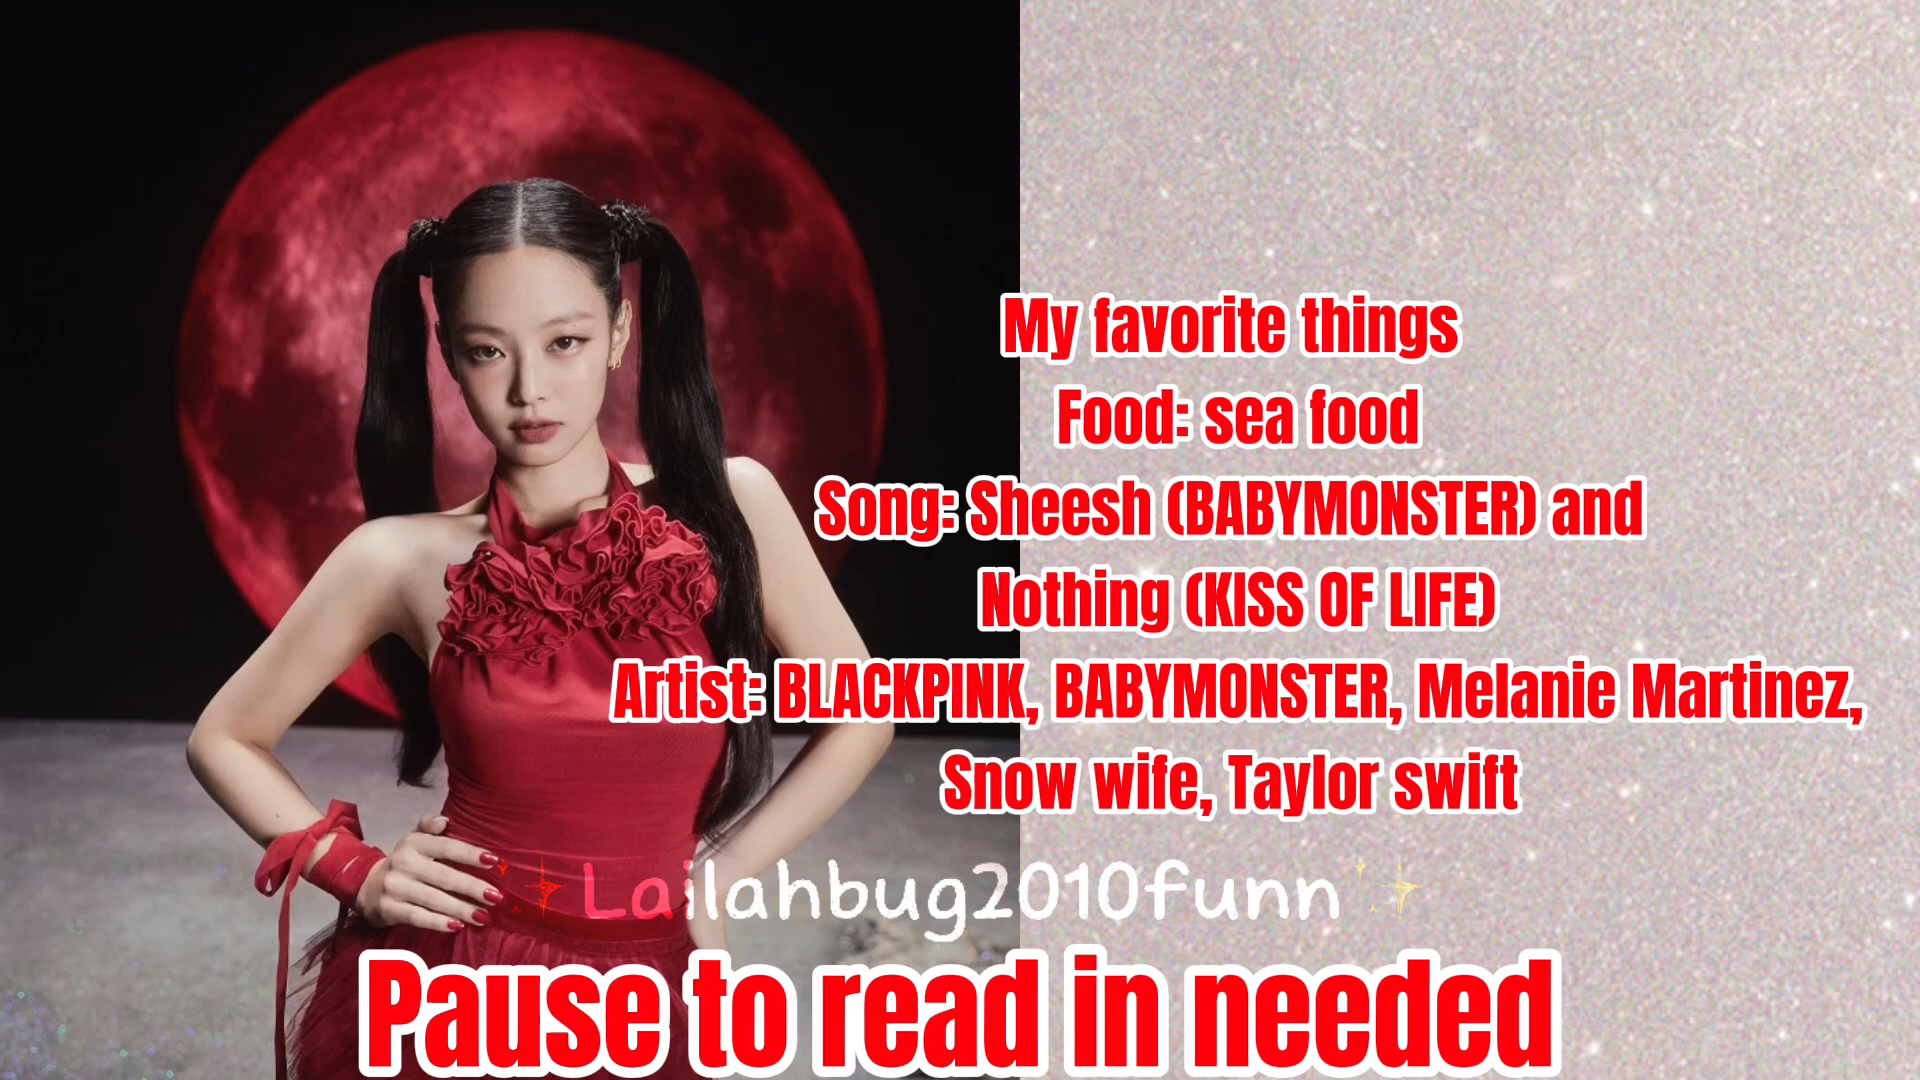 My favorite things
Food: sea food
Song: Sheesh (BABYMONSTER) and
Nothing (KISS OF LIFE)
Artist: BLACKPINK, BABYMONSTER, Melanie Martinez,
Snow wife, Taylor swift
✨Lailahbug2010funn✨
Pause to read in needed